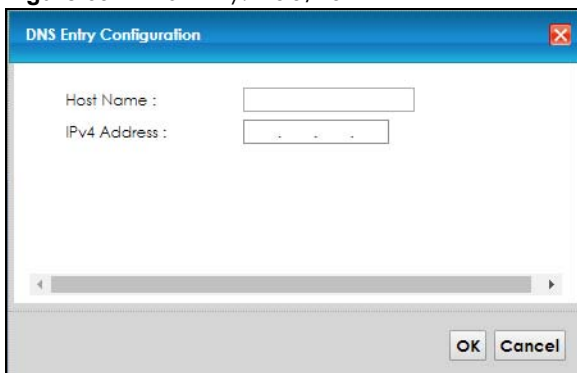 DNS Entry Configuration
Host Name :
IPv4 Address :
. . .
OK Cancel